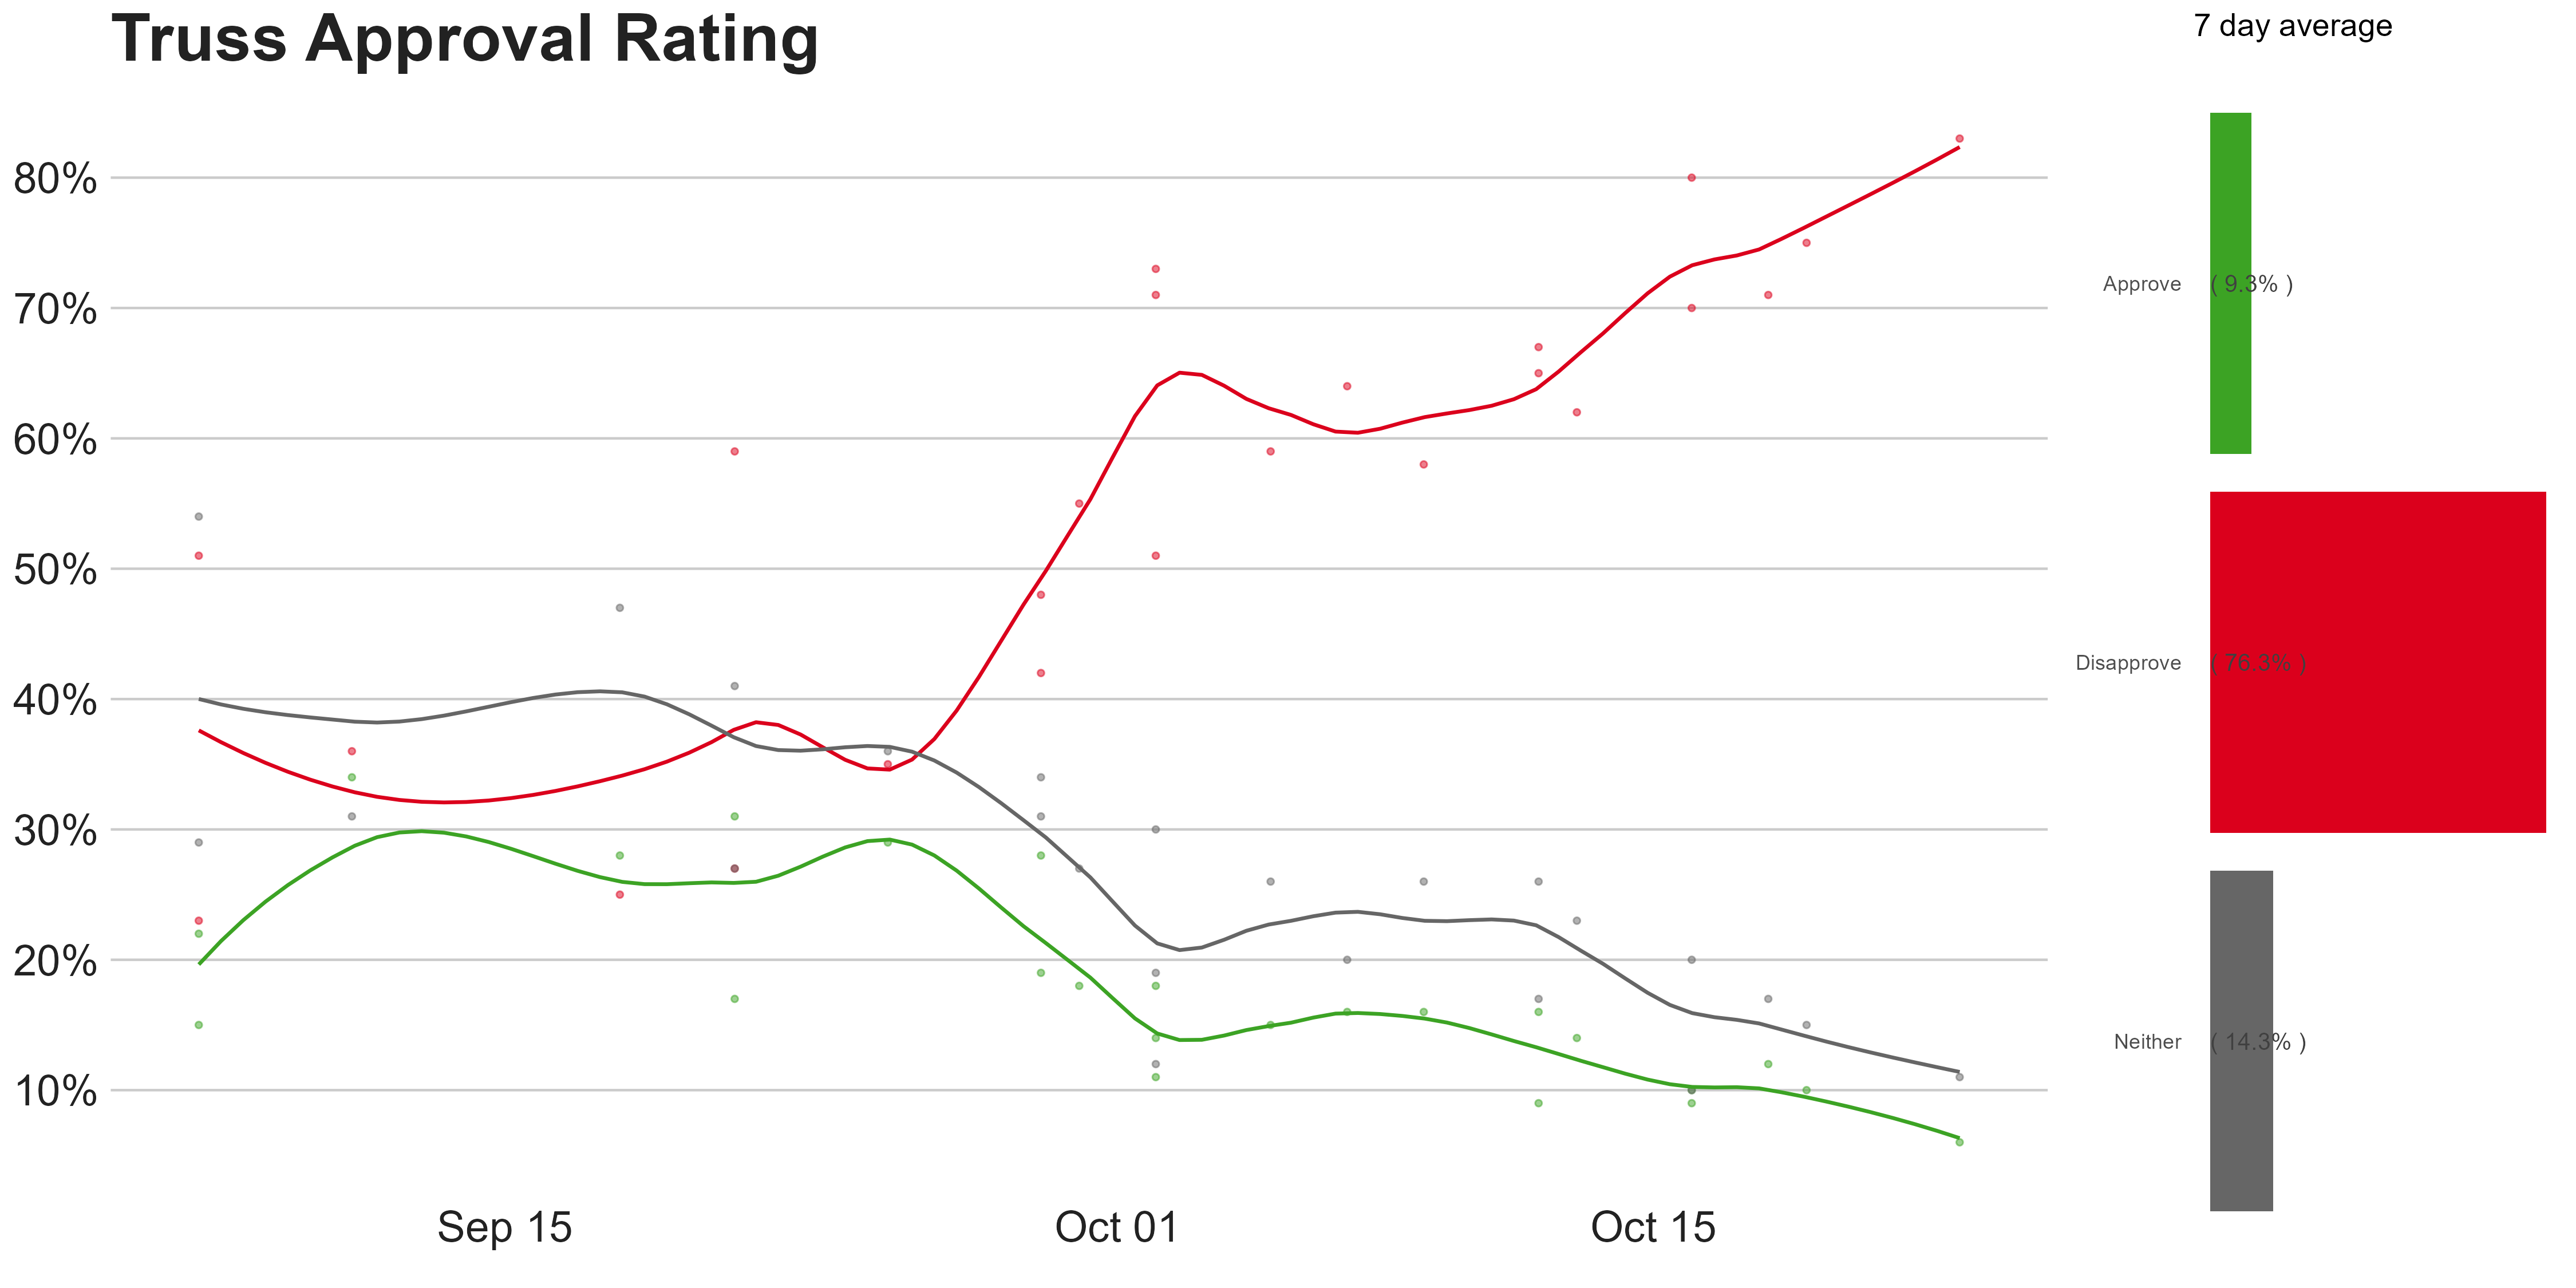 Truss Approval Rating
7 day average
80%
70%
60%
50%
40%
30%
20%
10%
Sep 15
Oct 01
Oct 15
Approve ( 9.3% )
Disapprove ( 76.3% )
Neither ( 14.3% )